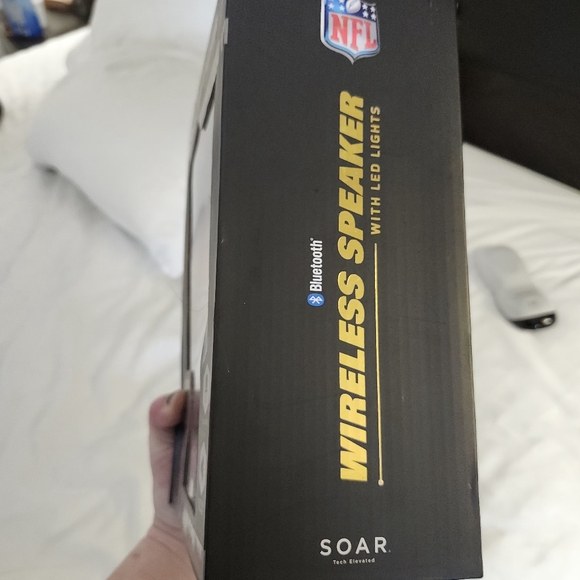 NFL
Bluetooth®
WIRELESS SPEAKER
WITH LED LIGHTS
SOAR
Tech Elevated